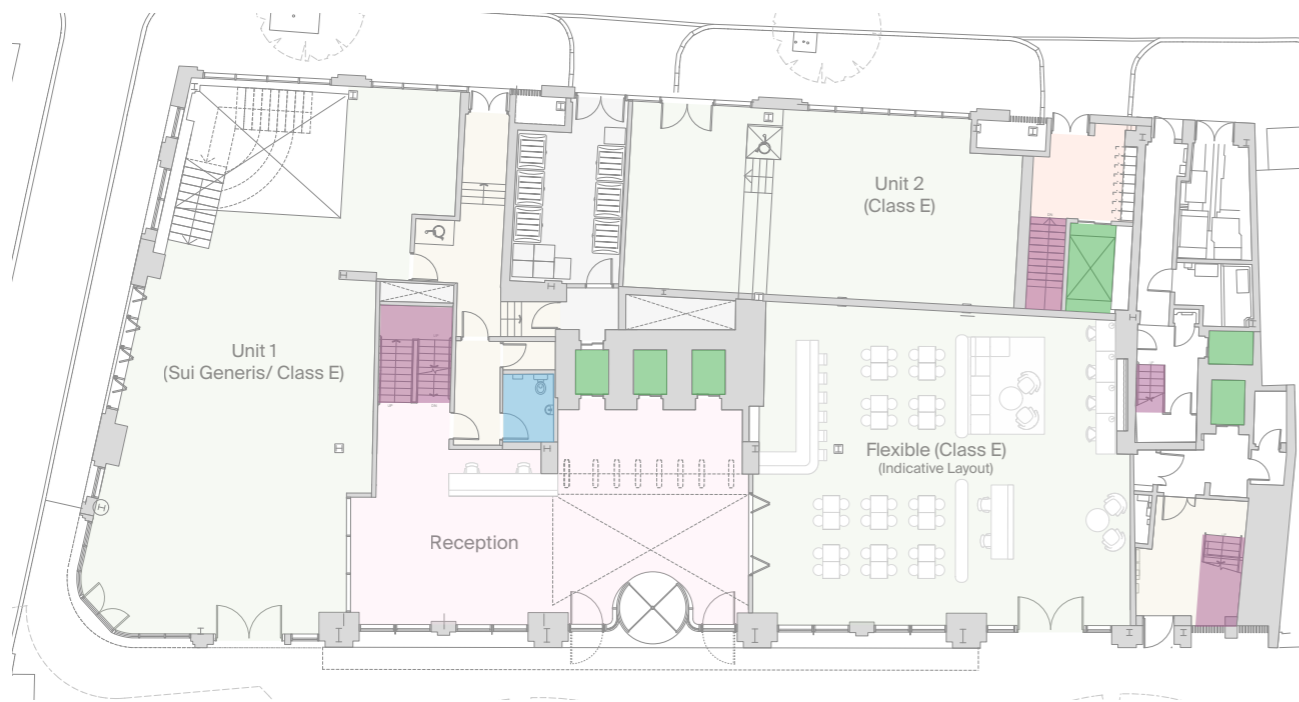 Unit 2
(Class E)
Unit 1
(Sui Generis/ Class E)
Flexible (Class E)
(Indicative Layout)
Reception